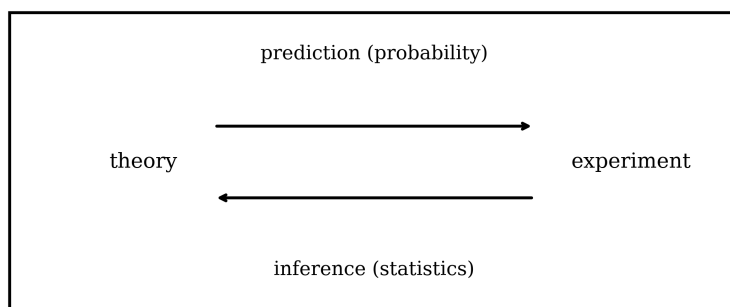 prediction (probability)
theory
experiment
inference (statistics)